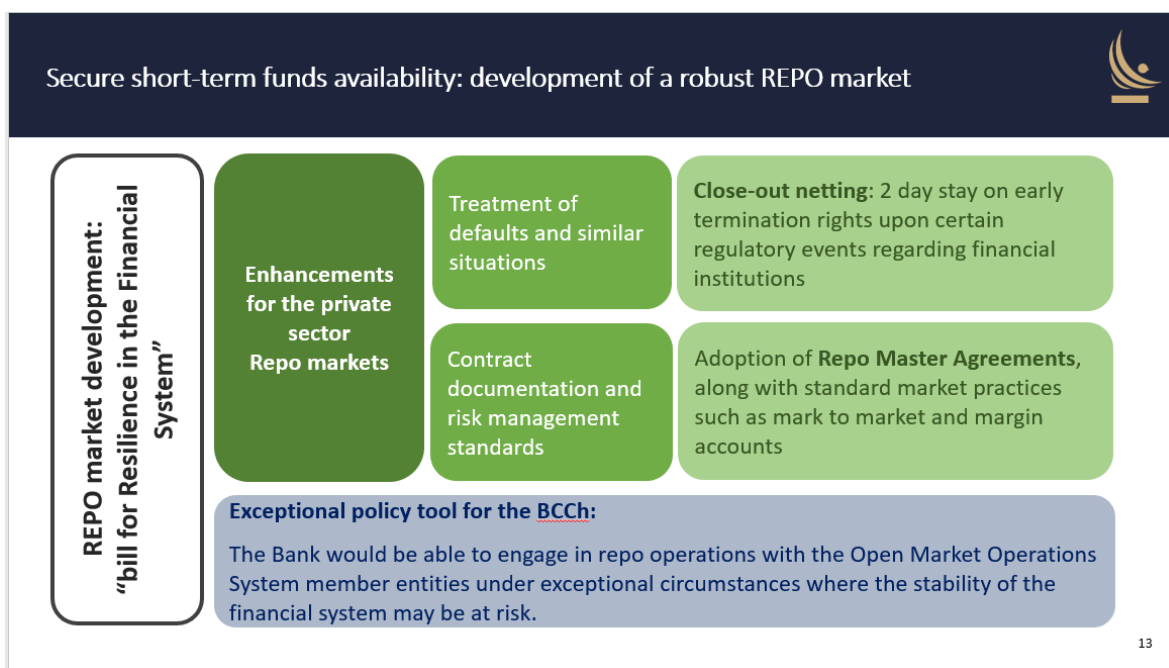 Secure short-term funds availability: development of a robust REPO market
REPO market development:
“bill for Resilience in the Financial
System”
Enhancements
for the private
sector
Repo markets
Treatment of
defaults and similar
situations
Close-out netting: 2 day stay on early
termination rights upon certain
regulatory events regarding financial
institutions
Contract
documentation and
risk management
standards
Adoption of Repo Master Agreements,
along with standard market practices
such as mark to market and margin
accounts
Exceptional policy tool for the BCCh:
The Bank would be able to engage in repo operations with the Open Market Operations
System member entities under exceptional circumstances where the stability of the
financial system may be at risk.
13